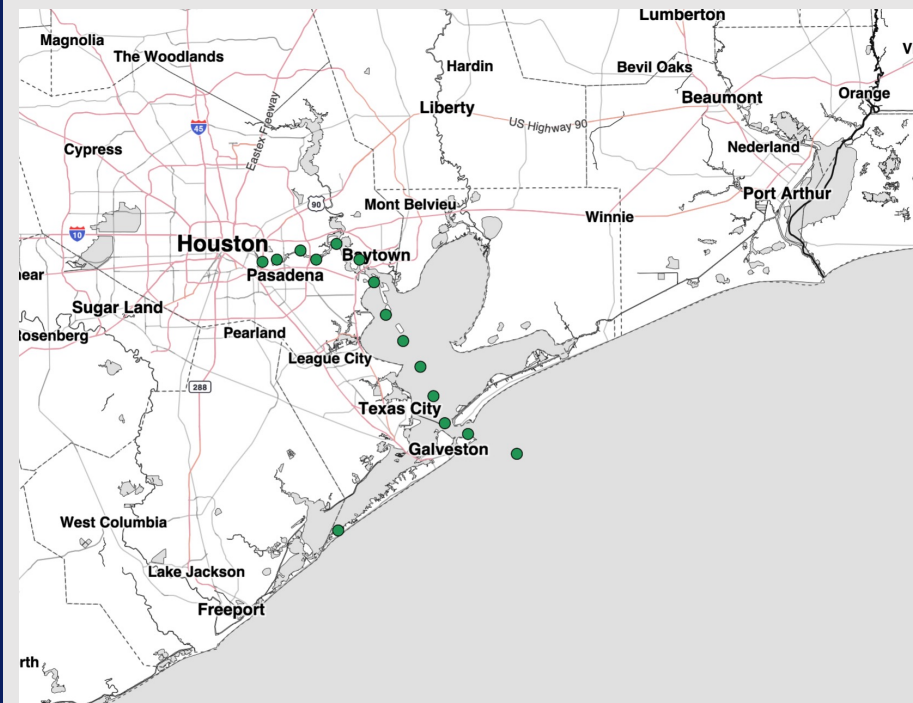 Lumberton
Magnolia
The Woodlands
Hardin
Bevil Oaks
Beaumont
Orange
V
Liberty
US Highway 90
Eastex Freeway
45
Cypress
Nederland
Port Arthur
90
Mont Belvieu
Winnie
10
Houston
Baytown
Pasadena
ear
Sugar Land
Rosenberg
Pearland
League City
288
Texas City
Galveston
West Columbia
Lake Jackson
Freeport
rth